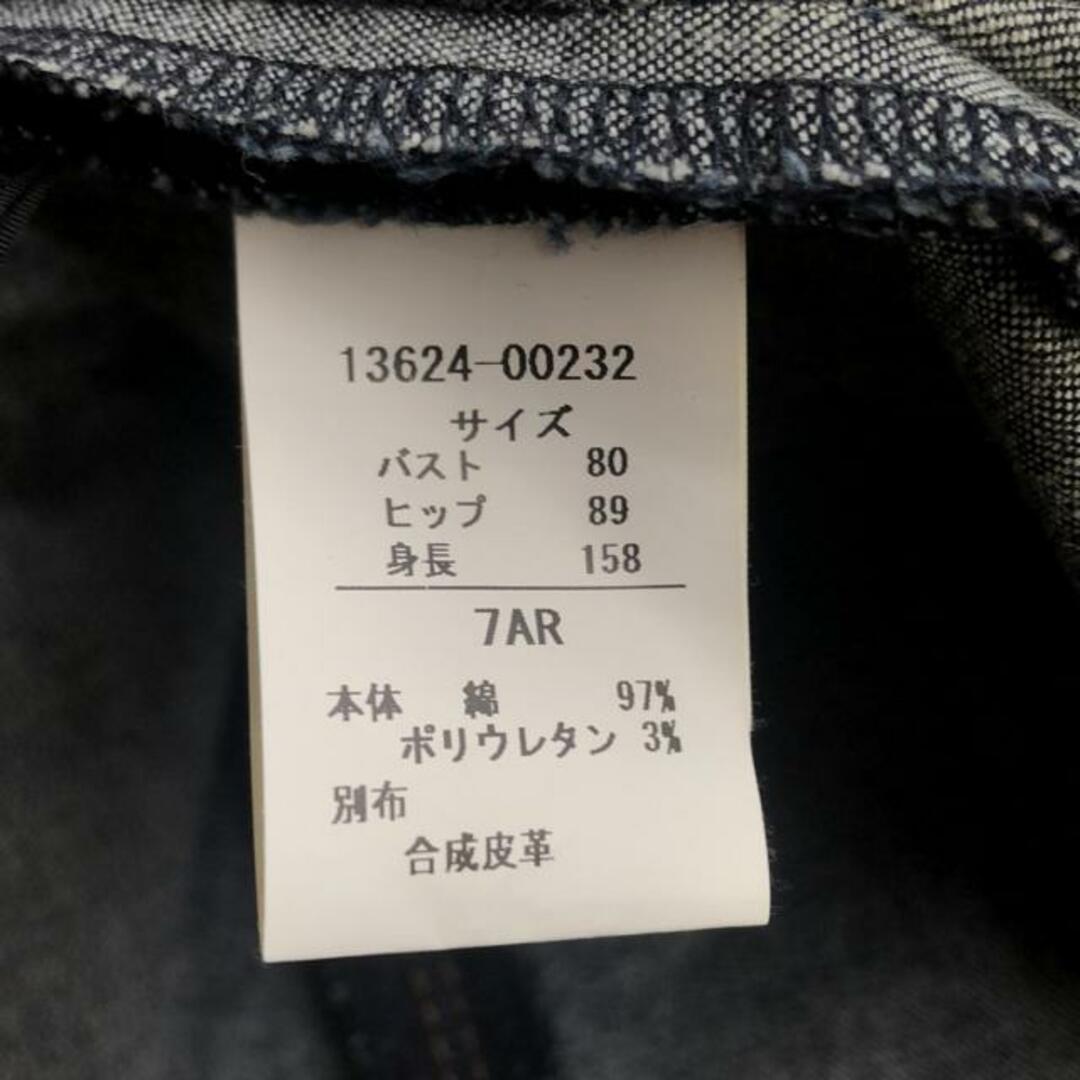 13624-00232
サイズ
バスト 80
ヒップ 89
身長 158
7AR
本体 綿 97%
ポリウレタン 3%
別布
合成皮革